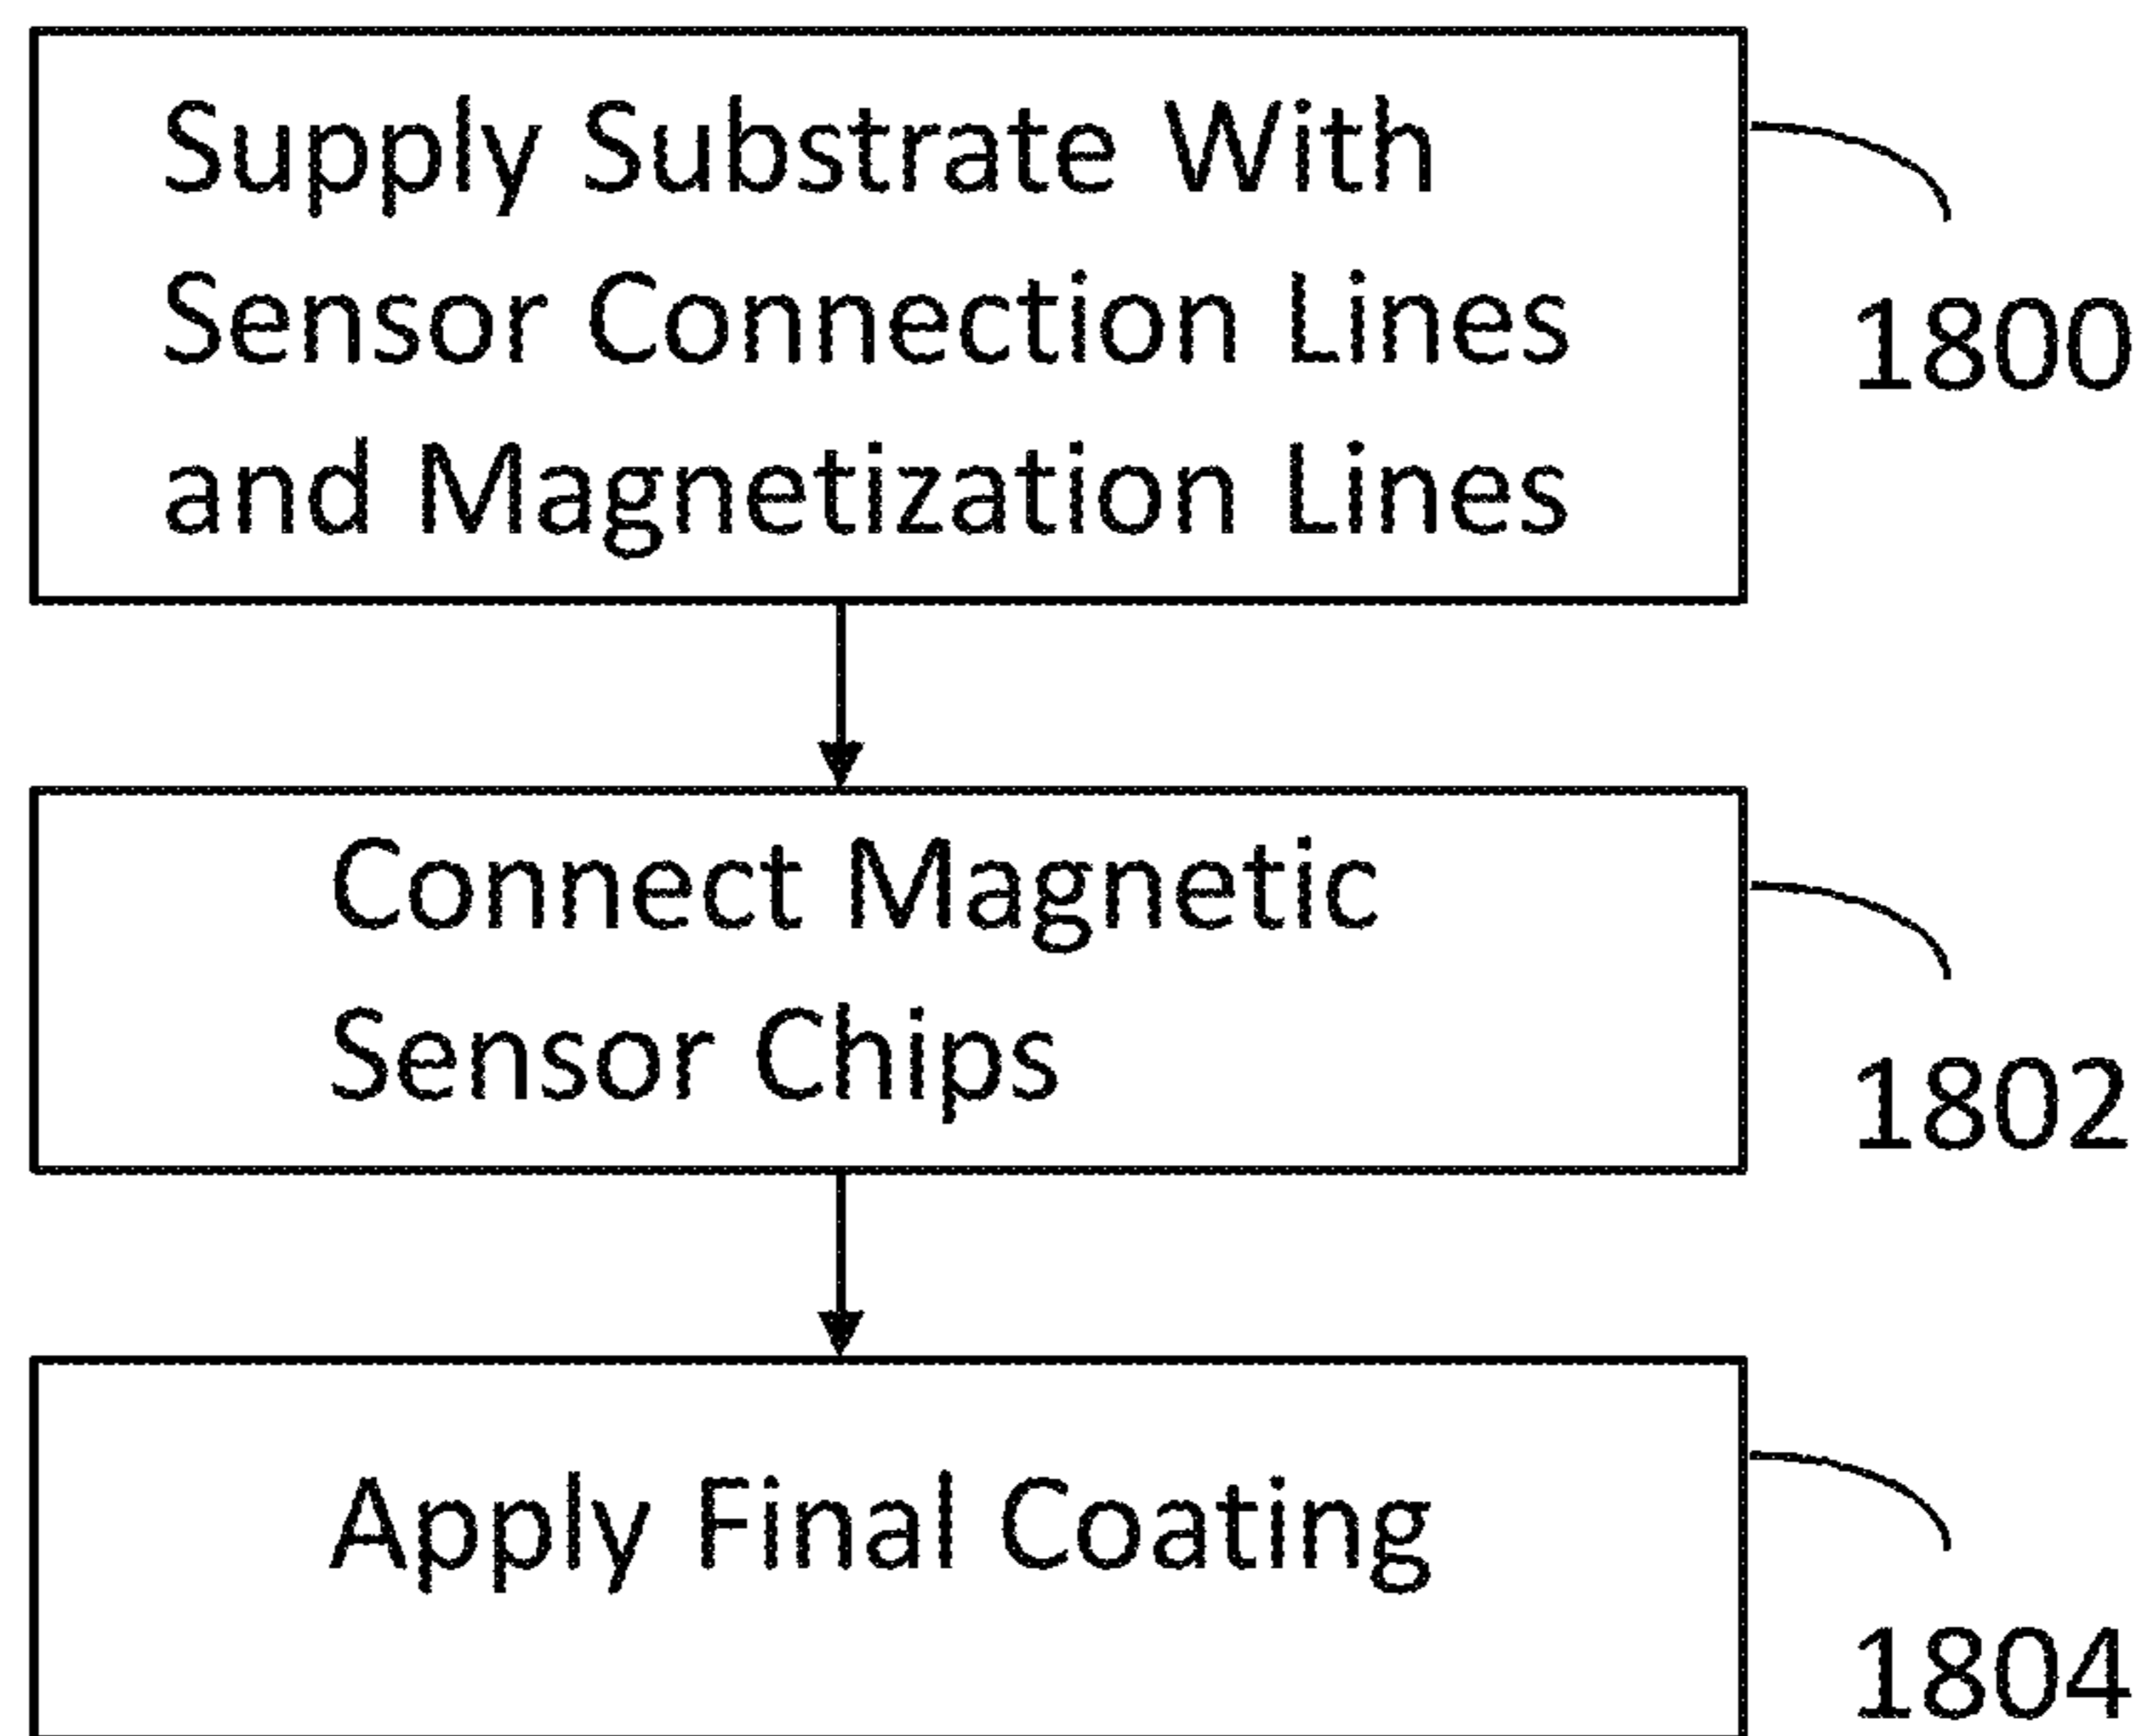 Supply Substrate With
Sensor Connection Lines
and Magnetization Lines
1800
Connect Magnetic
Sensor Chips
1802
Apply Final Coating
1804